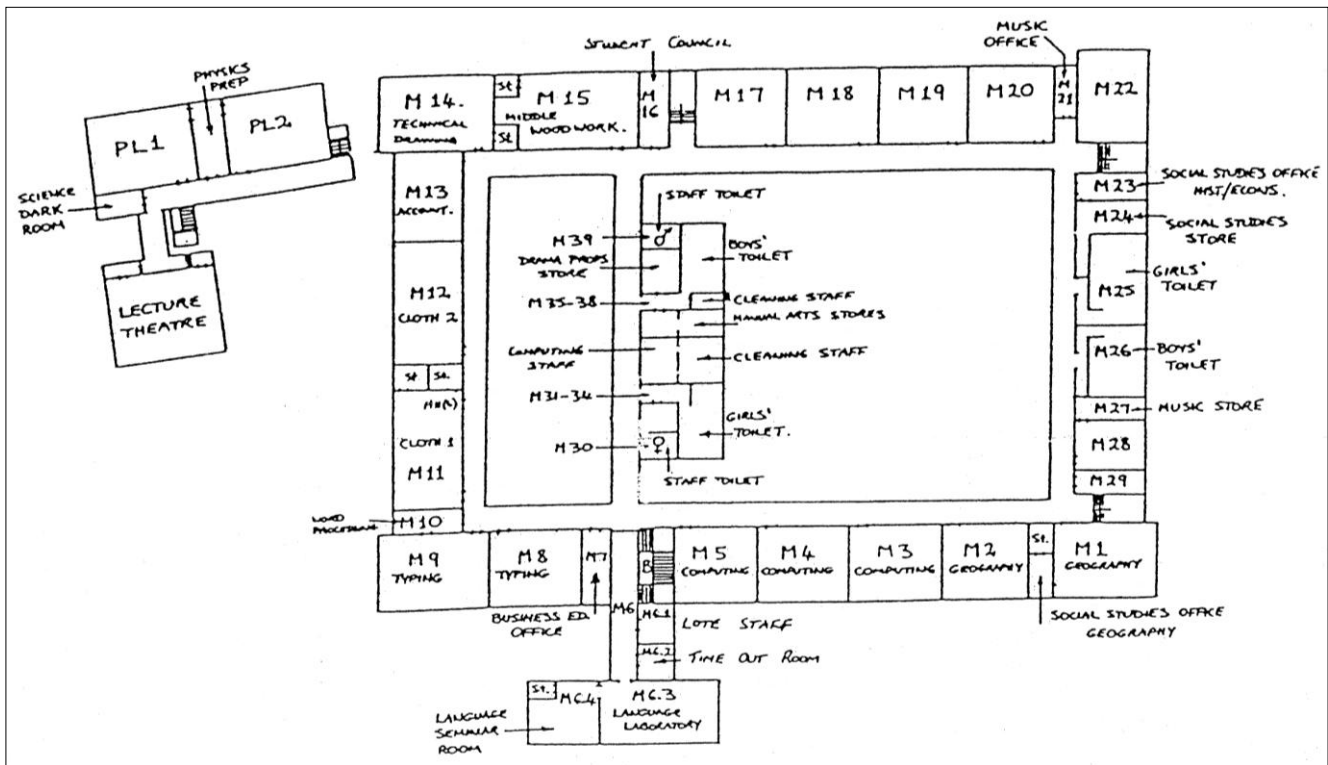 STUDENT COUNCIL
MUSIC
OFFICE
PHYSICS
PREP
PL1
PL2
SCIENCE
DARK
ROOM
LECTURE
THEATRE
M 14.
TECHNICAL
DRAWING
St
St
M 15
MIDDLE
WOODWORK.
M
16
M17
M18
M19
M20
M
21
M22
M13
ACCOUNT.
M12
CLOTH 2
St
St.
CLOTH 1
M11
M10
STAFF TOILET
M39
♂
DRAMA PROPS
STORE
BOYS'
TOILET
M35-38
CLEANING STAFF
MANUAL ARTS STORES
COMPUTING
STAFF
CLEANING STAFF
M31-34
GIRLS'
TOILET.
M30
♀
STAFF TOILET
M23
SOCIAL STUDIES OFFICE
HIST/ECONS.
M24
SOCIAL STUDIES
STORE
GIRLS'
TOILET
M25
M26
BOYS'
TOILET
M27
MUSIC STORE
M28
M29
M9
TYPING
M8
TYPING
M7
BUSINESS ED.
OFFICE
M6
B
M5
COMPUTING
M4
COMPUTING
M3
COMPUTING
M2
GEOGRAPHY
St.
M1
GEOGRAPHY
SOCIAL STUDIES OFFICE
GEOGRAPHY
M6.1
LOTE STAFF
M6.2
TIME OUT ROOM
St.
M6.4
M6.3
LANGUAGE
LABORATORY
LANGUAGE
SEMINAR
ROOM